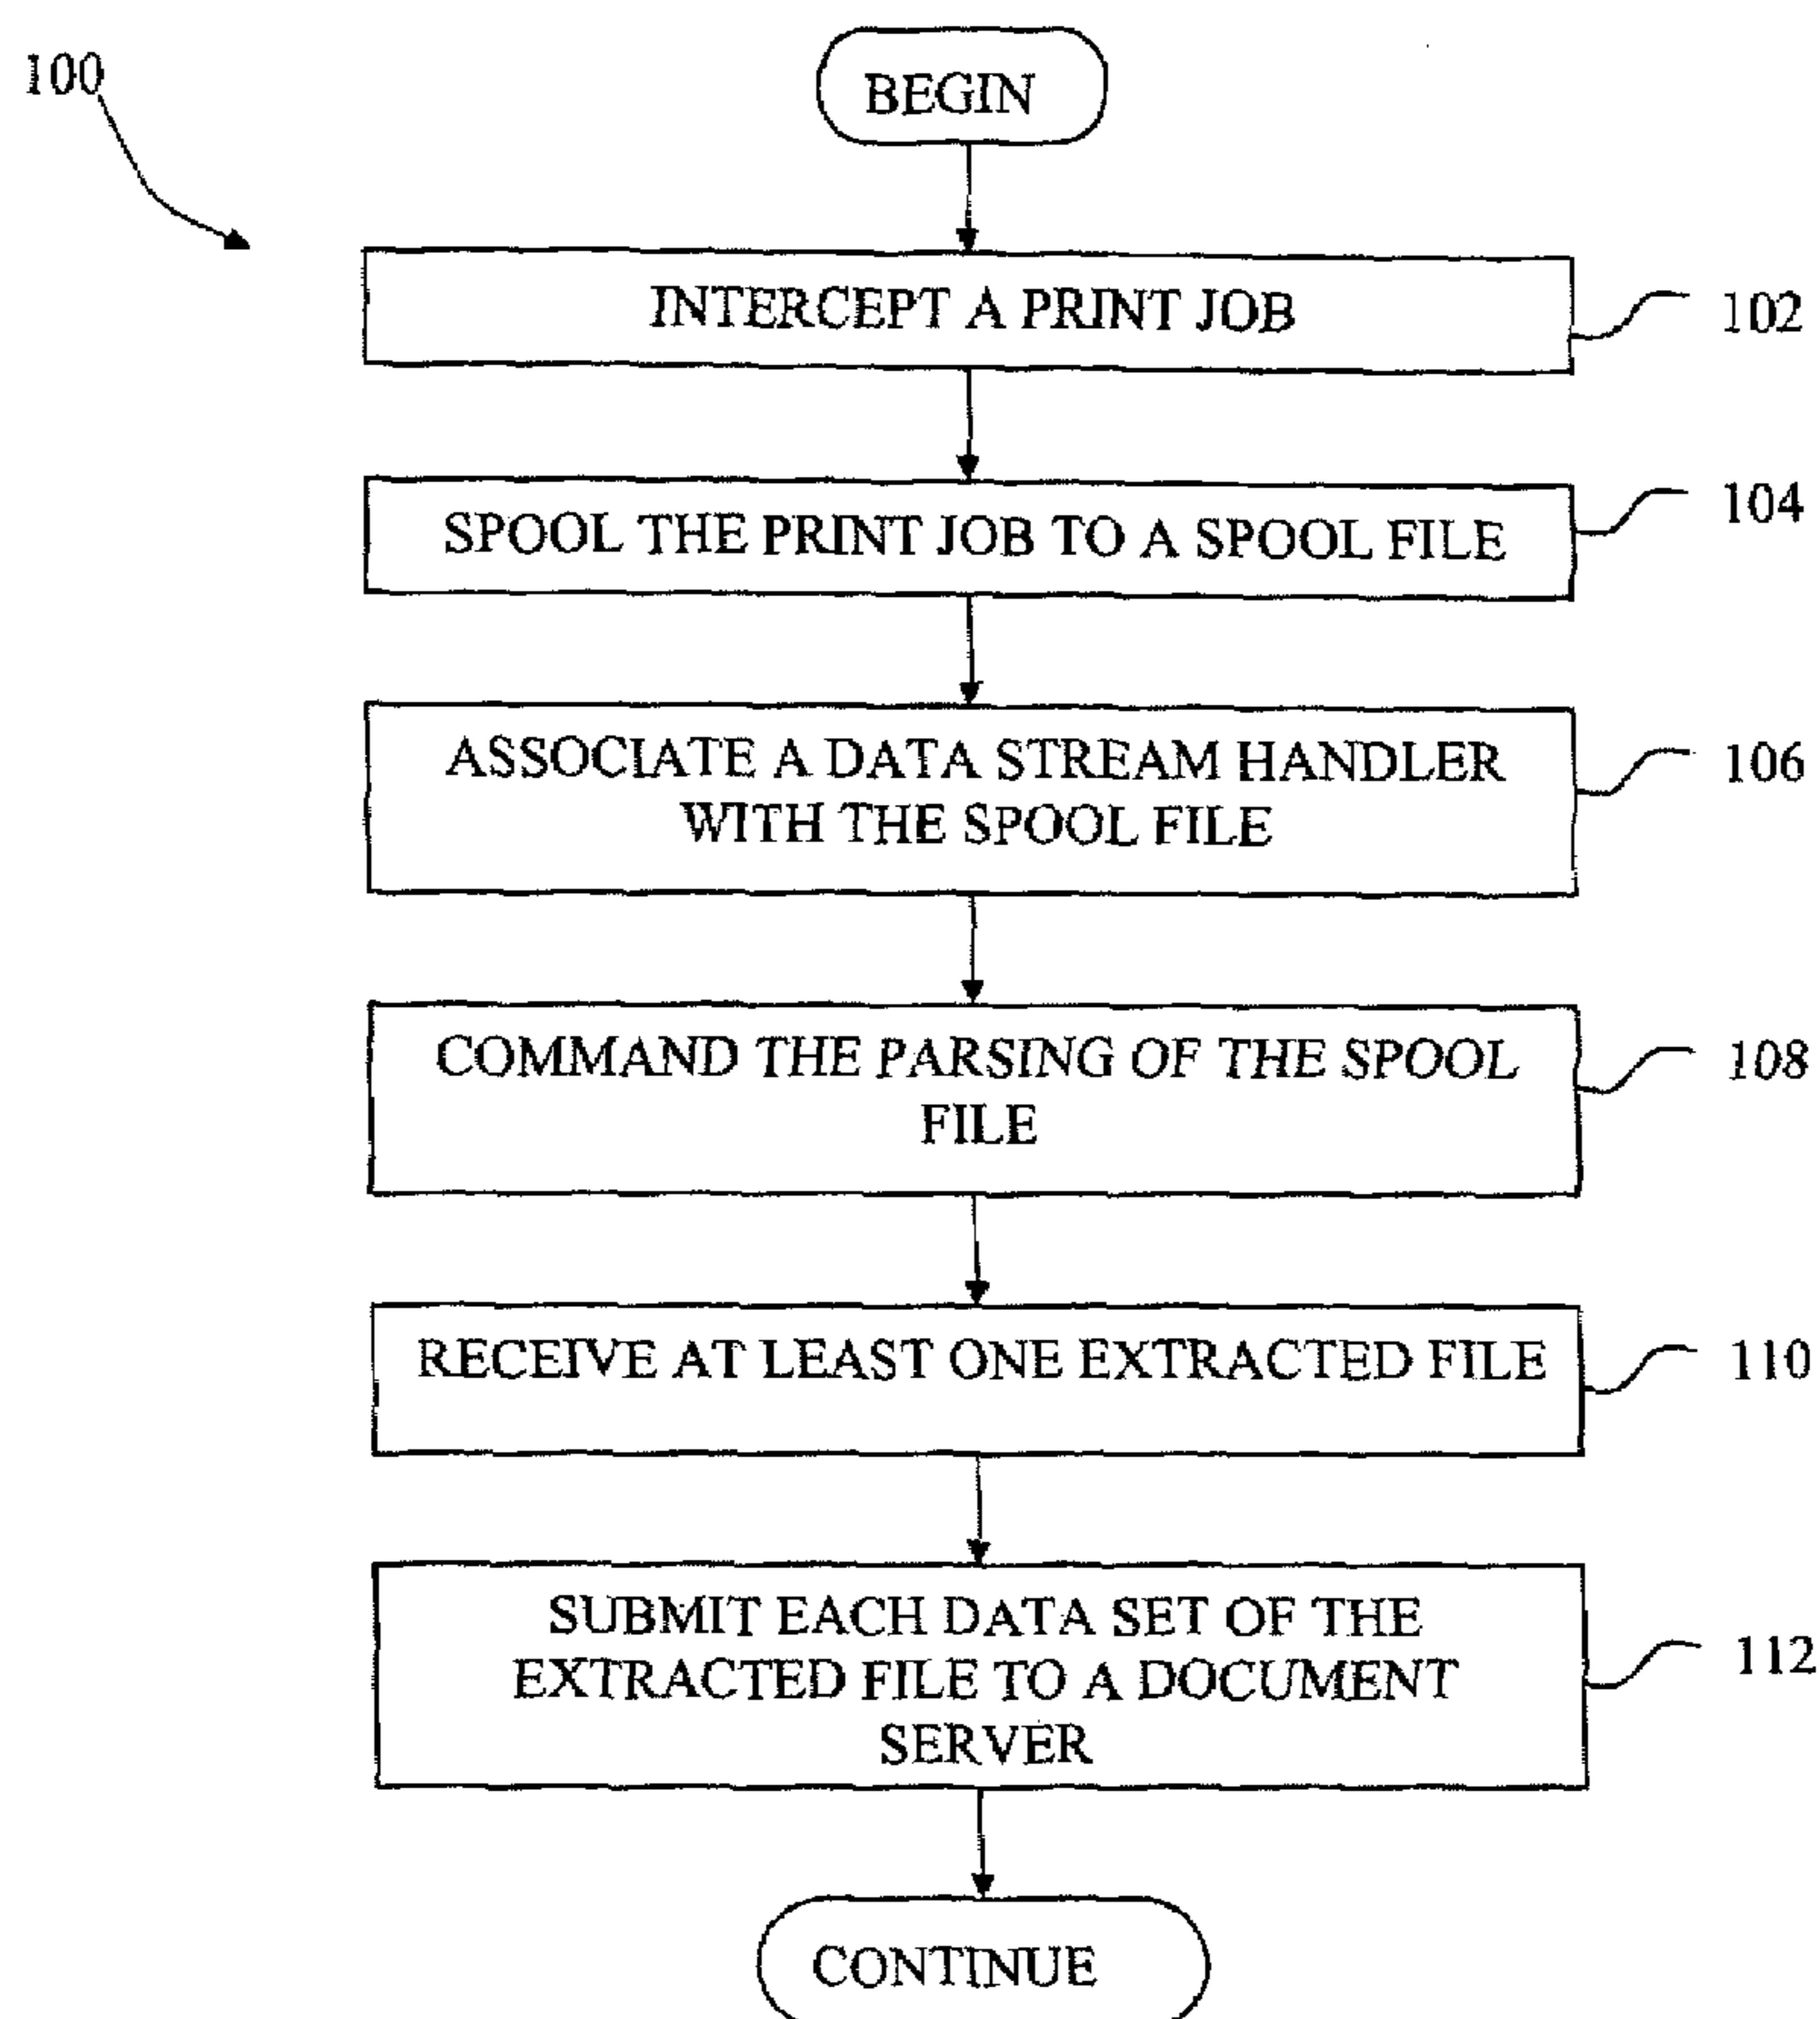 100
BEGIN
INTERCEPT A PRINT JOB
102
SPOOL THE PRINT JOB TO A SPOOL FILE
104
ASSOCIATE A DATA STREAM HANDLER
WITH THE SPOOL FILE
106
COMMAND THE PARSING OF THE SPOOL
FILE
108
RECEIVE AT LEAST ONE EXTRACTED FILE
110
SUBMIT EACH DATA SET OF THE
EXTRACTED FILE TO A DOCUMENT
SERVER
112
CONTINUE